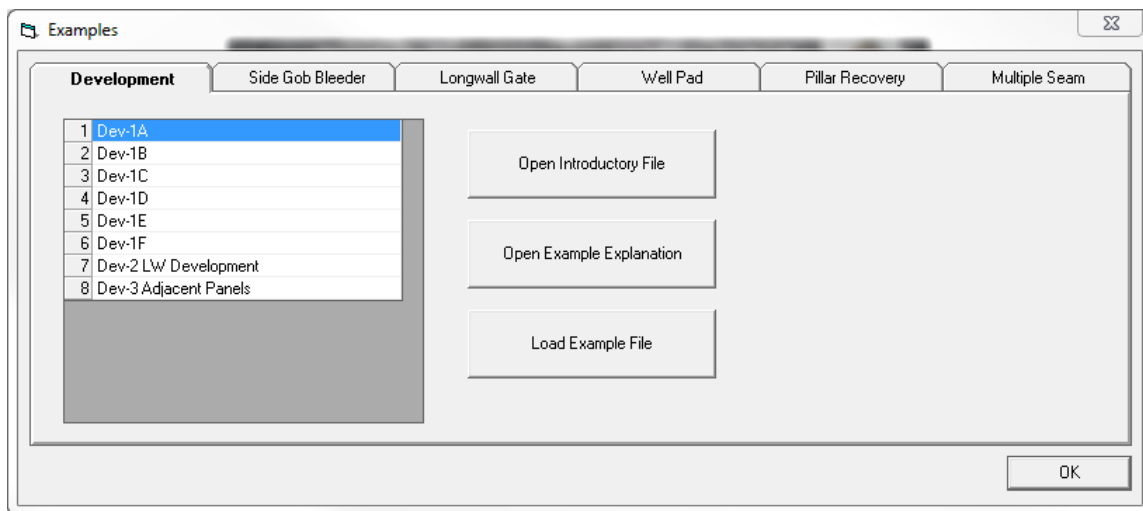 Examples
Development Side Gob Bleeder Longwall Gate Well Pad Pillar Recovery Multiple Seam
1 Dev-1A
2 Dev-1B
3 Dev-1C
4 Dev-1D
5 Dev-1E
6 Dev-1F
7 Dev-2 LW Development
8 Dev-3 Adjacent Panels
Open Introductory File
Open Example Explanation
Load Example File
OK